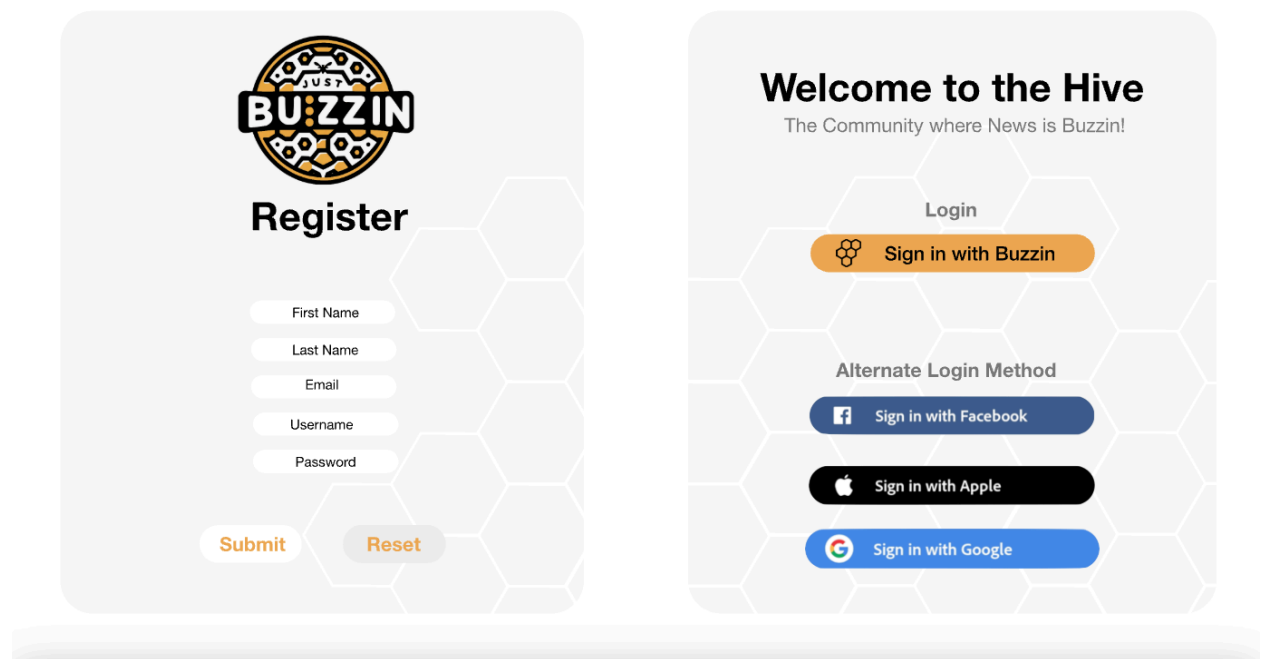 JUST
BUZZIN
Register
First Name
Last Name
Email
Username
Password
Submit
Reset
Welcome to the Hive
The Community where News is Buzzin!
Login
Sign in with Buzzin
Alternate Login Method
Sign in with Facebook
Sign in with Apple
Sign in with Google